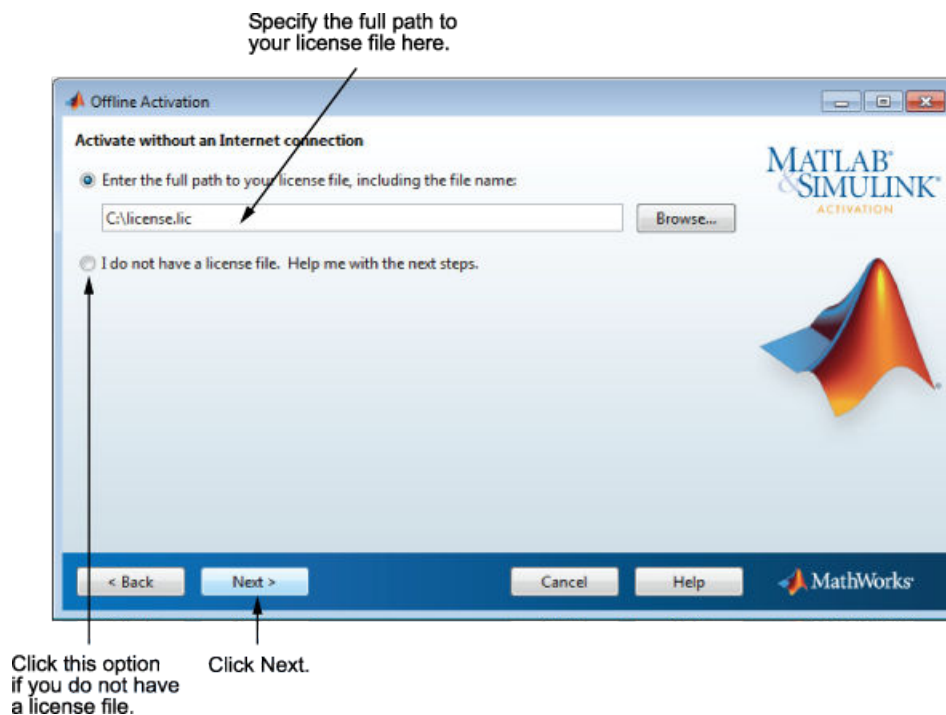 Specify the full path to
your license file here.
Offline Activation
Activate without an Internet connection
Enter the full path to your license file, including the file name:
C:\license.lic
Browse...
I do not have a license file. Help me with the next steps.
MATLAB®
&SIMULINK®
ACTIVATION
< Back
Next >
Cancel
Help
MathWorks®
Click this option
if you do not have
a license file.
Click Next.